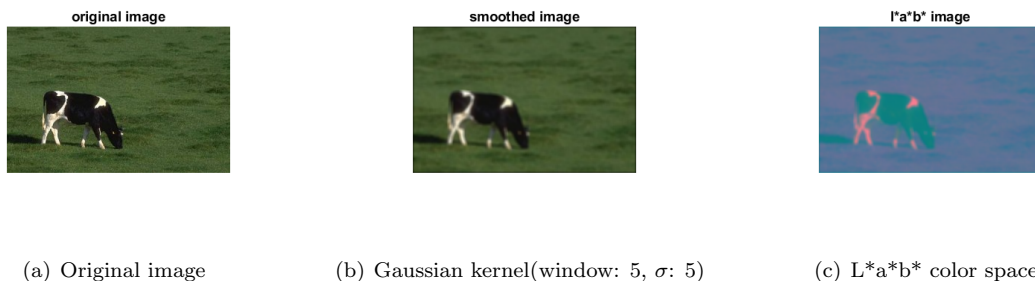 original image
smoothed image
l*a*b* image
(a) Original image
(b) Gaussian kernel(window: 5, σ: 5)
(c) L*a*b* color space